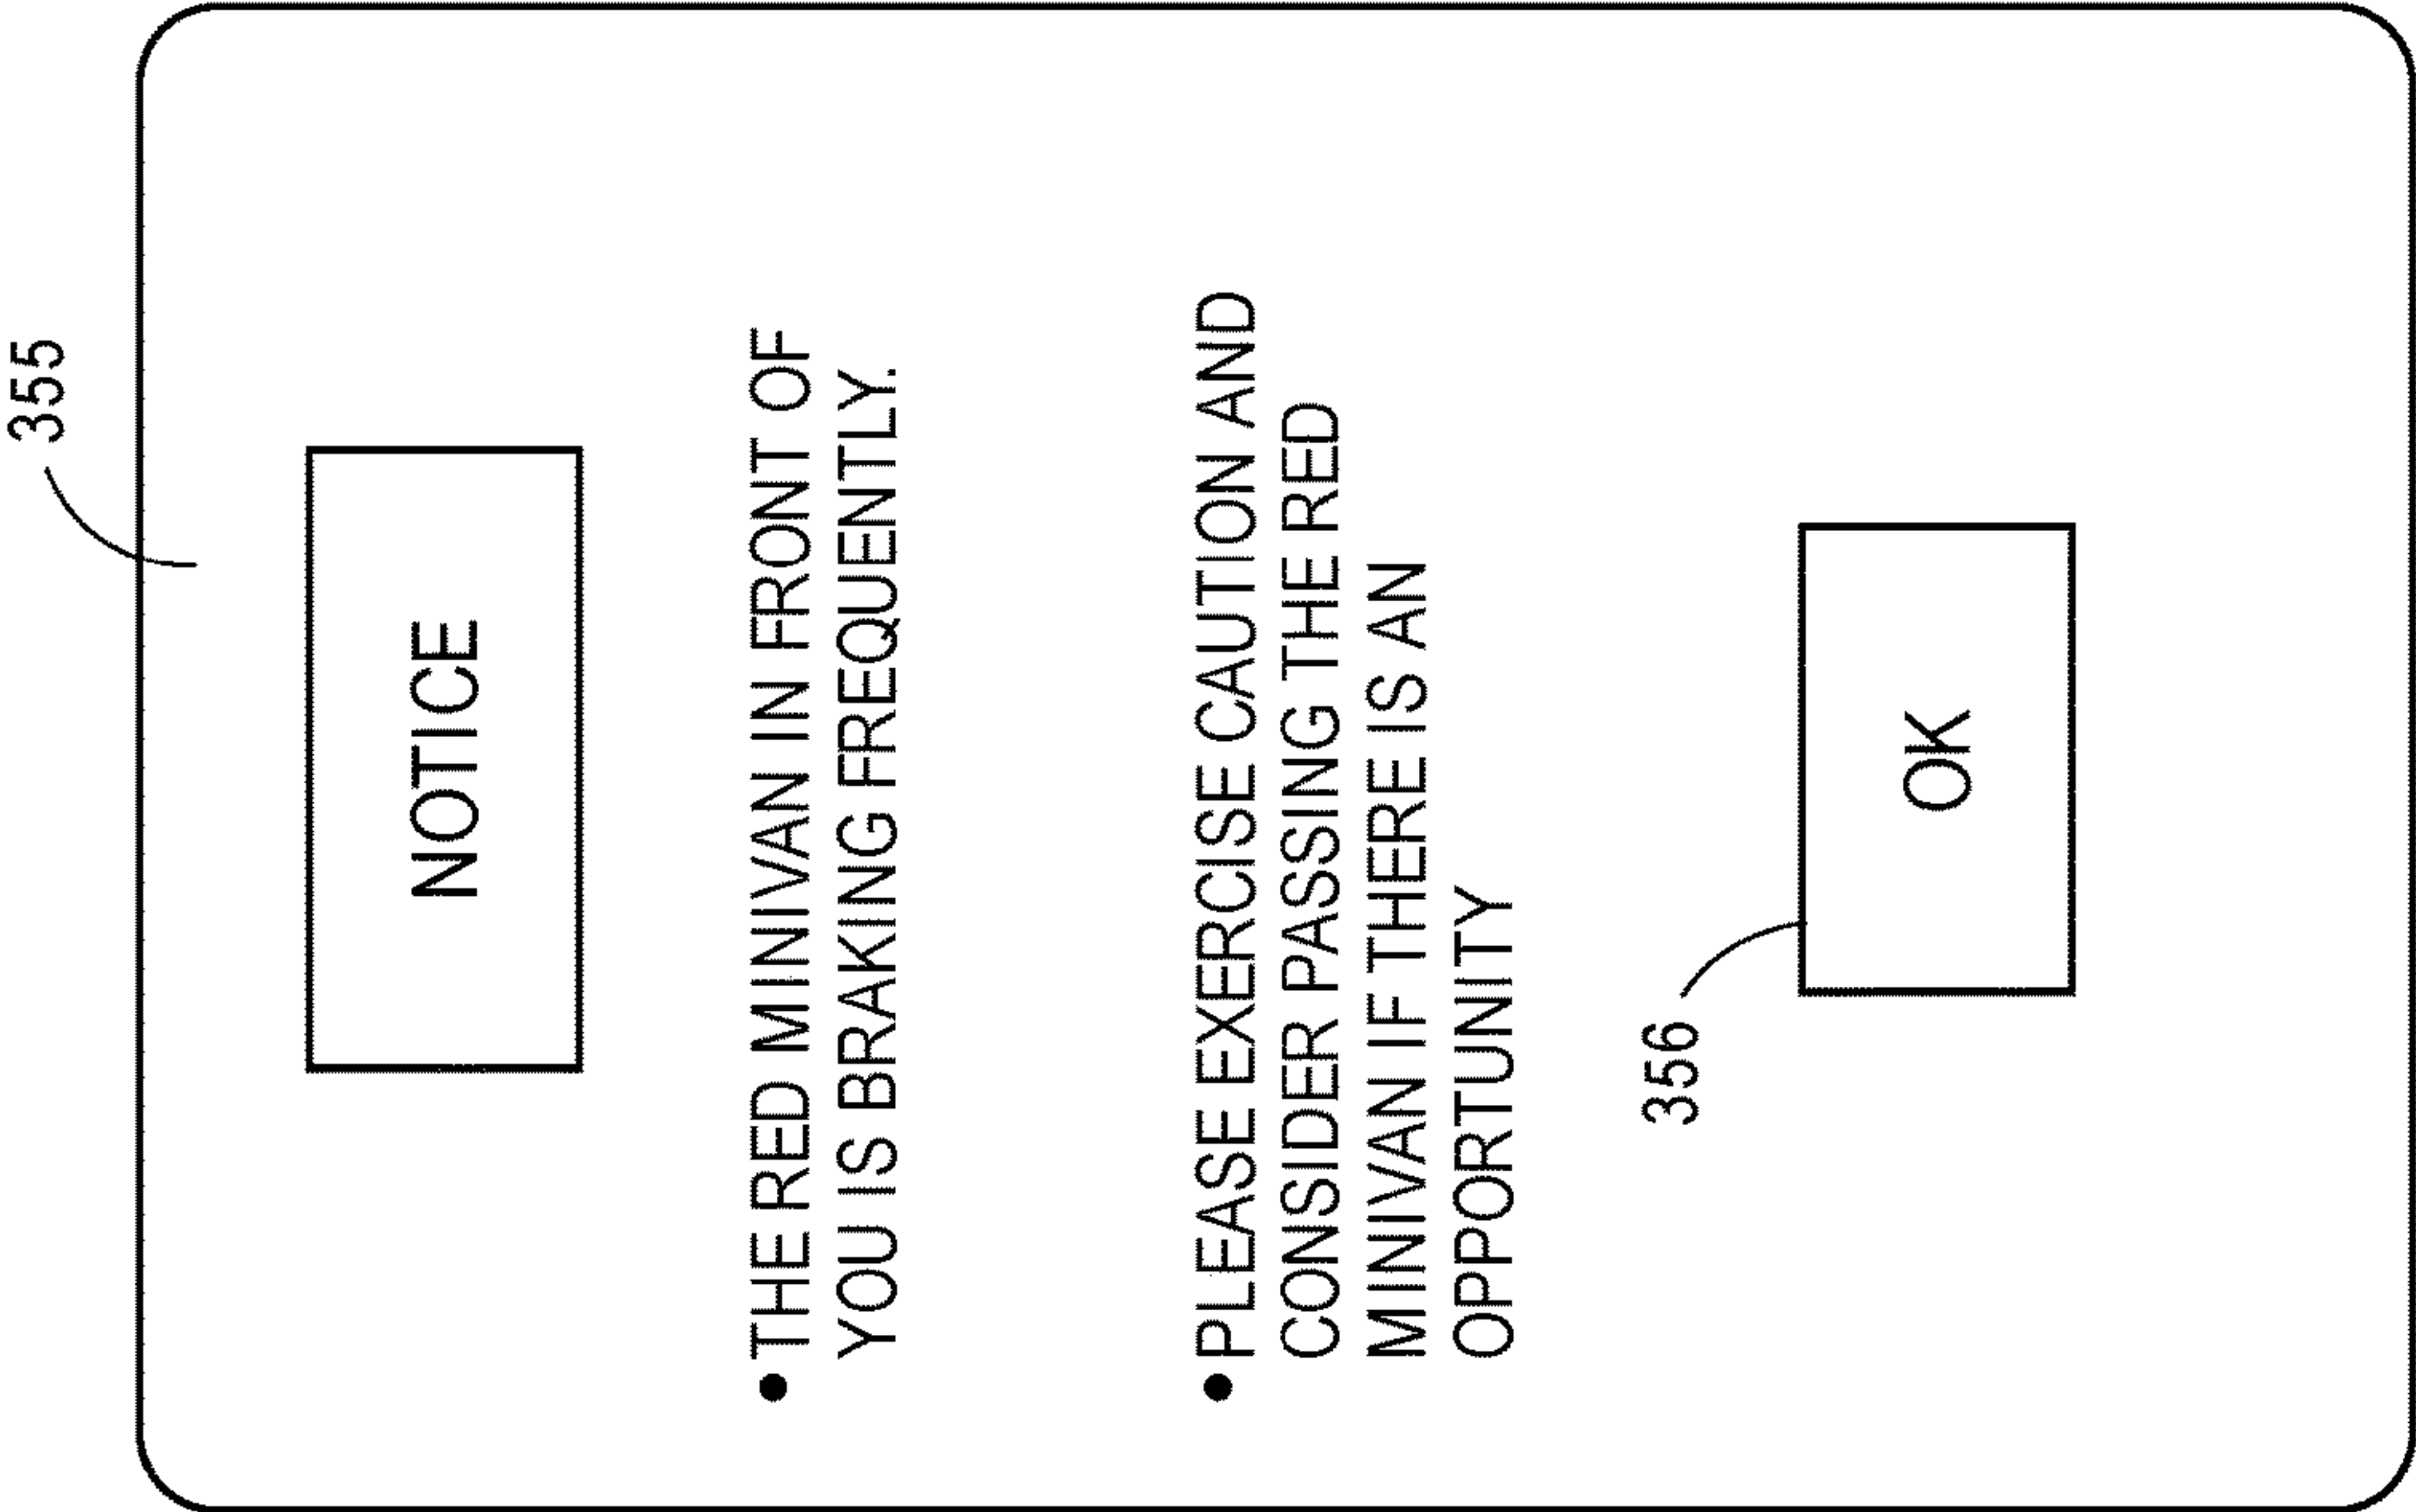 355
NOTICE
• THE RED MINIVAN IN FRONT OF
YOU IS BRAKING FREQUENTLY.
• PLEASE EXERCISE CAUTION AND
CONSIDER PASSING THE RED
MINIVAN IF THERE IS AN
OPPORTUNITY
356
OK